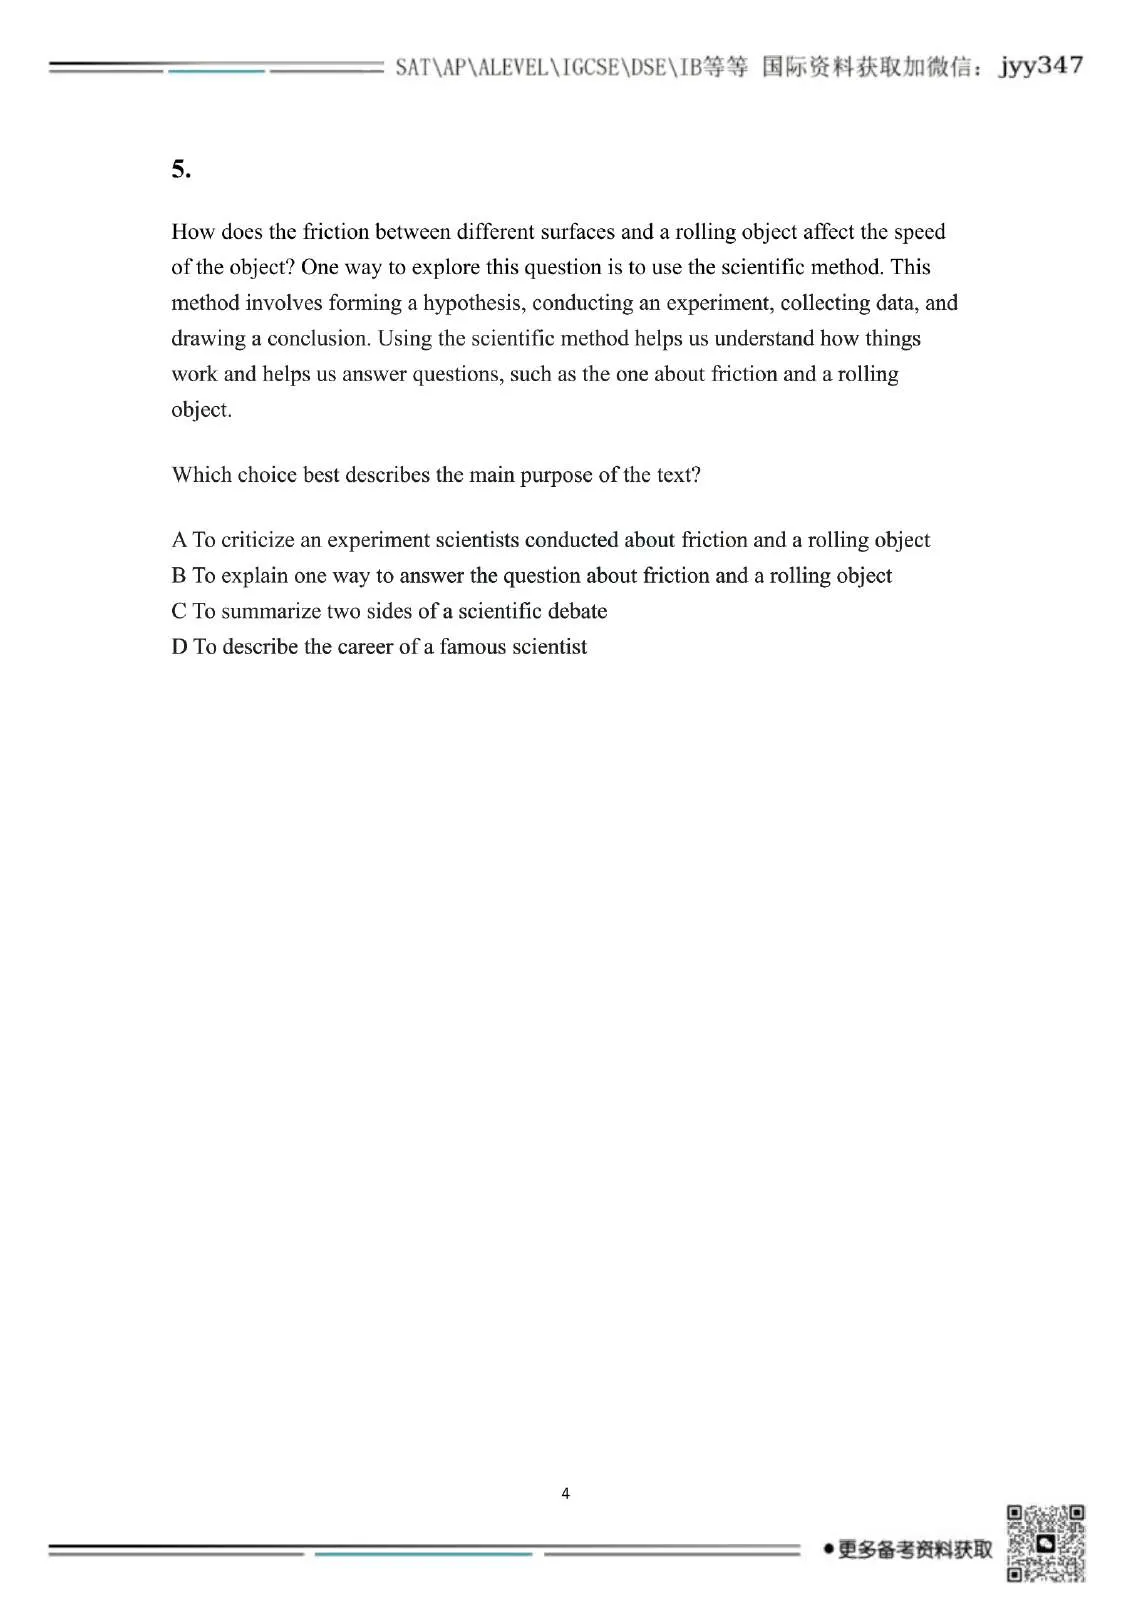 SAT\AP\ALEVEL\IGCSE\DSE\IB等等 国际资料获取加微信：jyy347
5.
How does the friction between different surfaces and a rolling object affect the speed
of the object? One way to explore this question is to use the scientific method. This
method involves forming a hypothesis, conducting an experiment, collecting data, and
drawing a conclusion. Using the scientific method helps us understand how things
work and helps us answer questions, such as the one about friction and a rolling
object.
Which choice best describes the main purpose of the text?
A To criticize an experiment scientists conducted about friction and a rolling object
B To explain one way to answer the question about friction and a rolling object
C To summarize two sides of a scientific debate
D To describe the career of a famous scientist
4
●更多备考资料获取